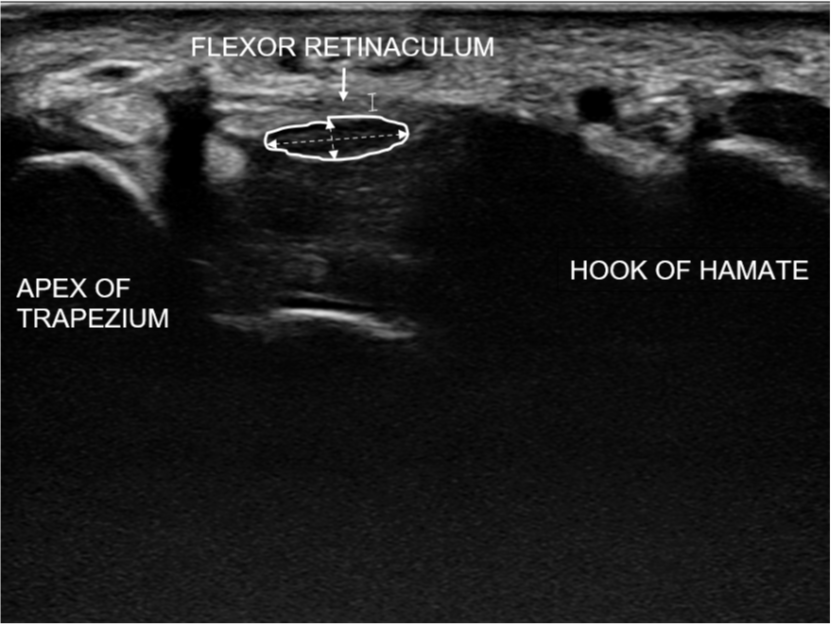 FLEXOR RETINACULUM
HOOK OF HAMATE
APEX OF
TRAPEZIUM